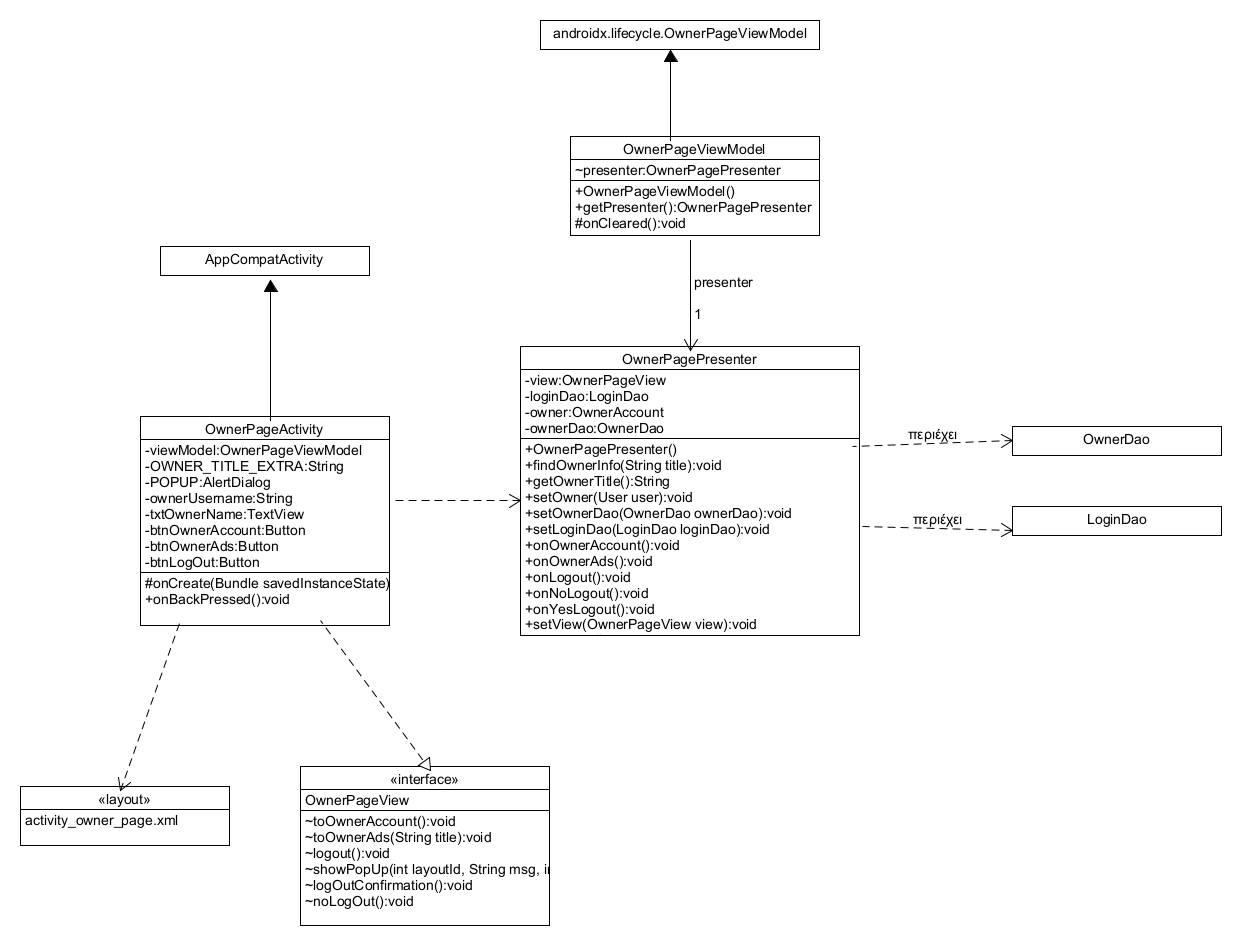 androidx.lifecycle.OwnerPageViewModel
OwnerPageViewModel
~presenter:OwnerPagePresenter
+OwnerPageViewModel()
+getPresenter():OwnerPagePresenter
#onCleared():void
AppCompatActivity
presenter
1
OwnerPageActivity
-viewModel:OwnerPageViewModel
-OWNER_TITLE_EXTRA:String
-POPUP:AlertDialog
-ownerUsername:String
-txtOwnerName:TextView
-btnOwnerAccount:Button
-btnOwnerAds:Button
-btnLogOut:Button
#onCreate(Bundle savedInstanceState)
+onBackPressed():void
OwnerPagePresenter
-view:OwnerPageView
-loginDao:LoginDao
-owner:OwnerAccount
-ownerDao:OwnerDao
+OwnerPagePresenter()
+findOwnerInfo(String title):void
+getOwnerTitle():String
+setOwner(User user):void
+setOwnerDao(OwnerDao ownerDao):void
+setLoginDao(LoginDao loginDao):void
+onOwnerAccount():void
+onOwnerAds():void
+onLogout():void
+onNoLogout():void
+onYesLogout():void
+setView(OwnerPageView view):void
περιέχει
OwnerDao
περιέχει
LoginDao
«layout»
activity_owner_page.xml
«interface»
OwnerPageView
~toOwnerAccount():void
~toOwnerAds(String title):void
~logout():void
~showPopUp(int layoutId, String msg,
~logOutConfirmation():void
~noLogOut():void